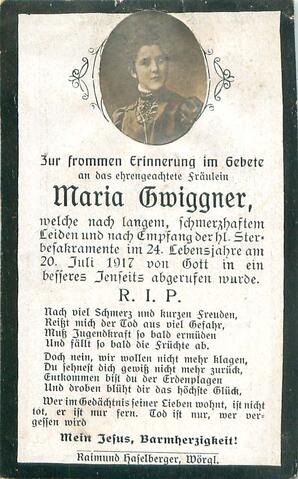 Zur frommen Erinnerung im Gebete
an das ehrengeachtete Fräulein
Maria Gwiggner,
welche nach langem, schmerzhaftem
Leiden und nach Empfang der hl. Ster-
besakramente im 24. Lebensjahre am
20. Juli 1917 von Gott in ein
besseres Jenseits abgerufen wurde.
R. I. P.
Nach viel Schmerz und kurzen Freuden,
Reißt mich der Tod aus viel Gefahr,
Muß Jugendkraft so bald ermüden
Und fällt so bald die Früchte ab.
Doch nein, wir wollen nicht mehr klagen,
Du sehnest dich gewiß nicht mehr zurück,
Entkommen bist du der Erdenplagen
Und droben blüht dir das höchste Glück,
Wer im Gedächtnis seiner Lieben wohnt, ist nicht
tot, er ist nur fern. Tod ist nur, wer ver-
gessen wird
Mein Jesus, Barmherzigkeit!
Raimund Haselberger, Wörgl.